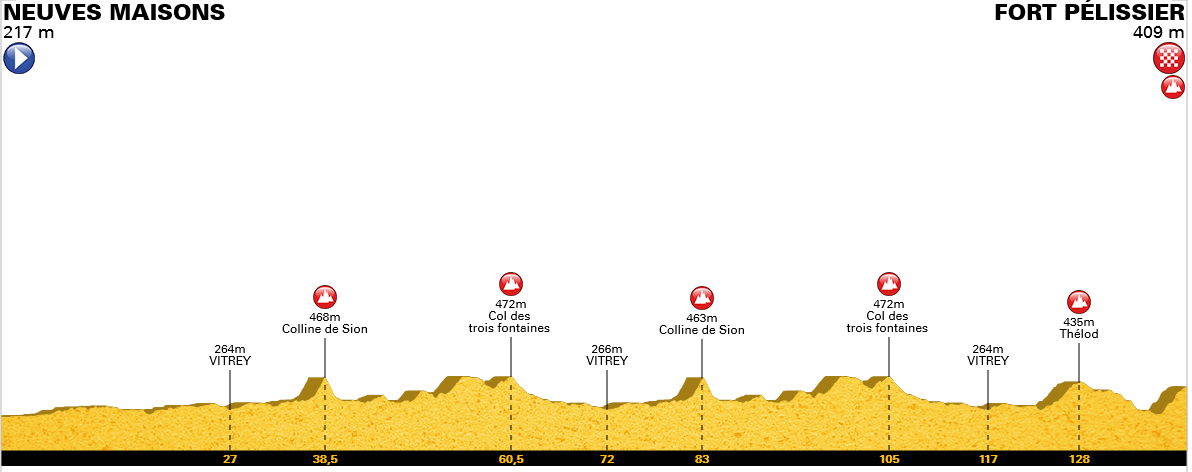 NEUVES MAISONS
217 m
FORT PÉLISSIER
409 m
264m
VITREY
468m
Colline de Sion
472m
Col des
trois fontaines
266m
VITREY
463m
Colline de Sion
472m
Col des
trois fontaines
264m
VITREY
435m
Thélod
27
38,5
60,5
72
83
105
117
128